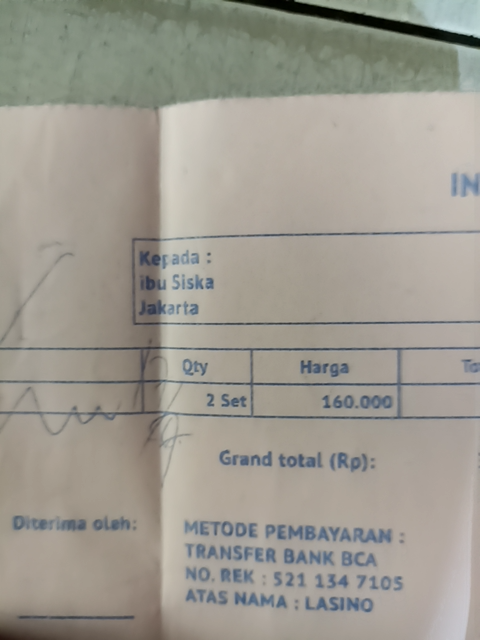 IN
Kepada :
ibu Siska
Jakarta
Qty Harga
2 Set 160.000
Grand total (Rp):
Diterima oleh:
METODE PEMBAYARAN :
TRANSFER BANK BCA
NO. REK : 521 134 7105
ATAS NAMA : LASINO